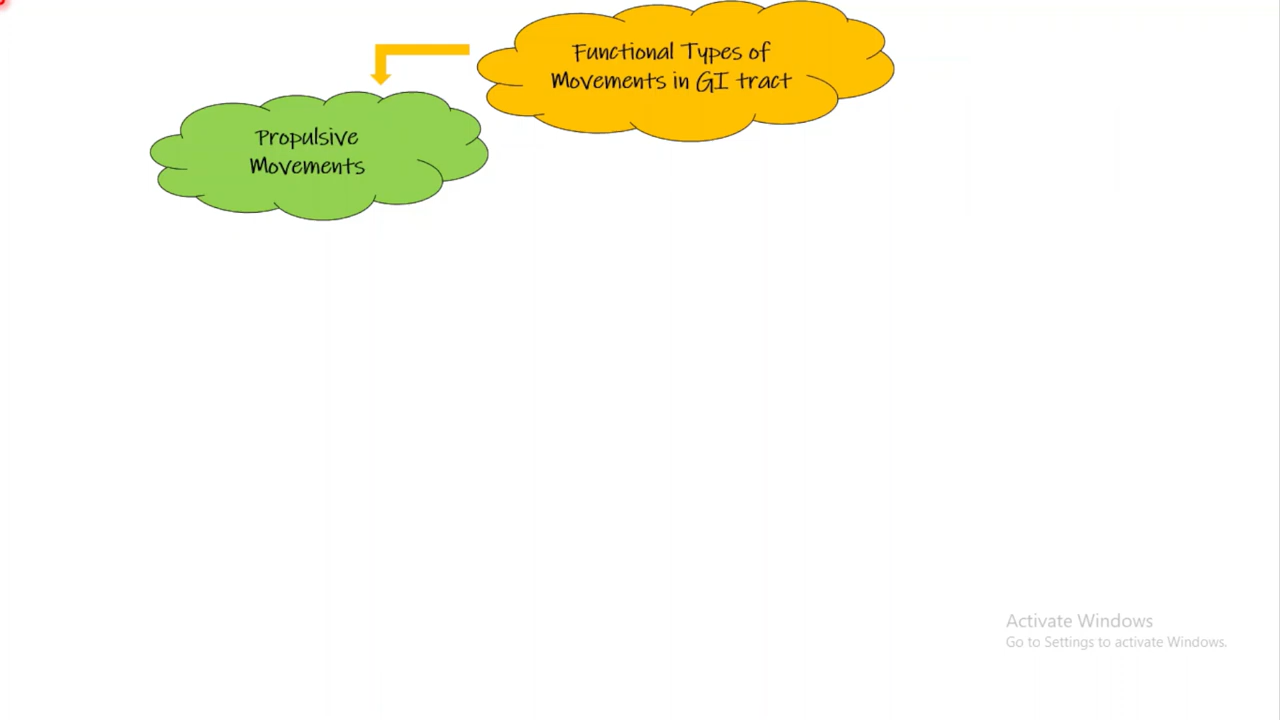 Functional Types of
Movements in GI tract
Propulsive
Movements
Activate Windows
Go to Settings to activate Windows.